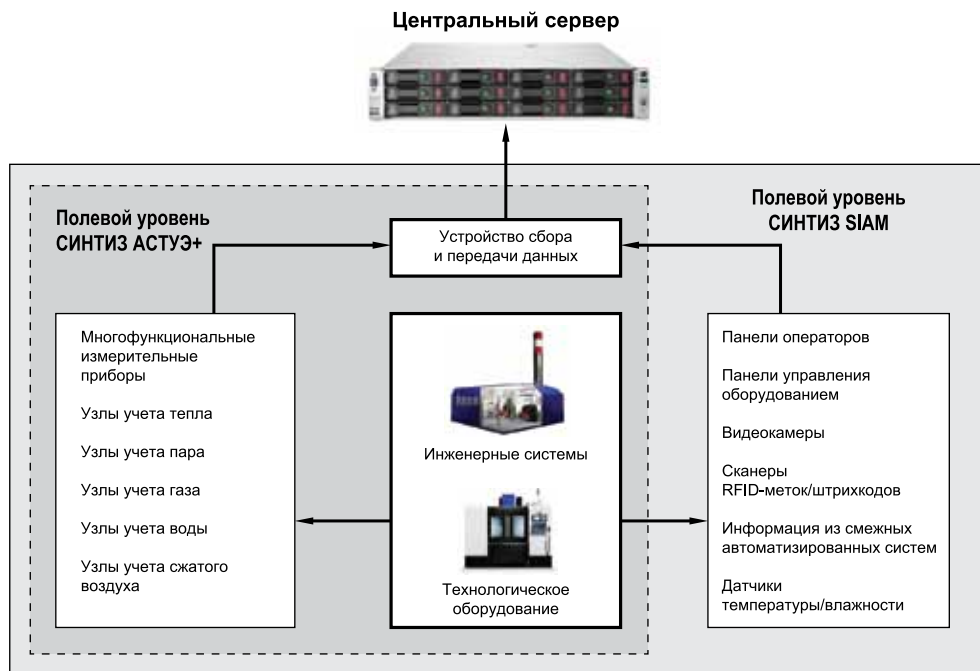 Центральный сервер
Полевой уровень
СИНТИЗ АСТУЭ+
Устройство сбора
и передачи данных
Полевой уровень
СИНТИЗ SIAM
Многофункциональные
измерительные
приборы
Узлы учета тепла
Узлы учета пара
Узлы учета газа
Узлы учета воды
Узлы учета сжатого
воздуха
Инженерные системы
Технологическое
оборудование
Панели операторов
Панели управления
оборудованием
Видеокамеры
Сканеры
RFID-меток/штрихкодов
Информация из смежных
автоматизированных систем
Датчики
температуры/влажности